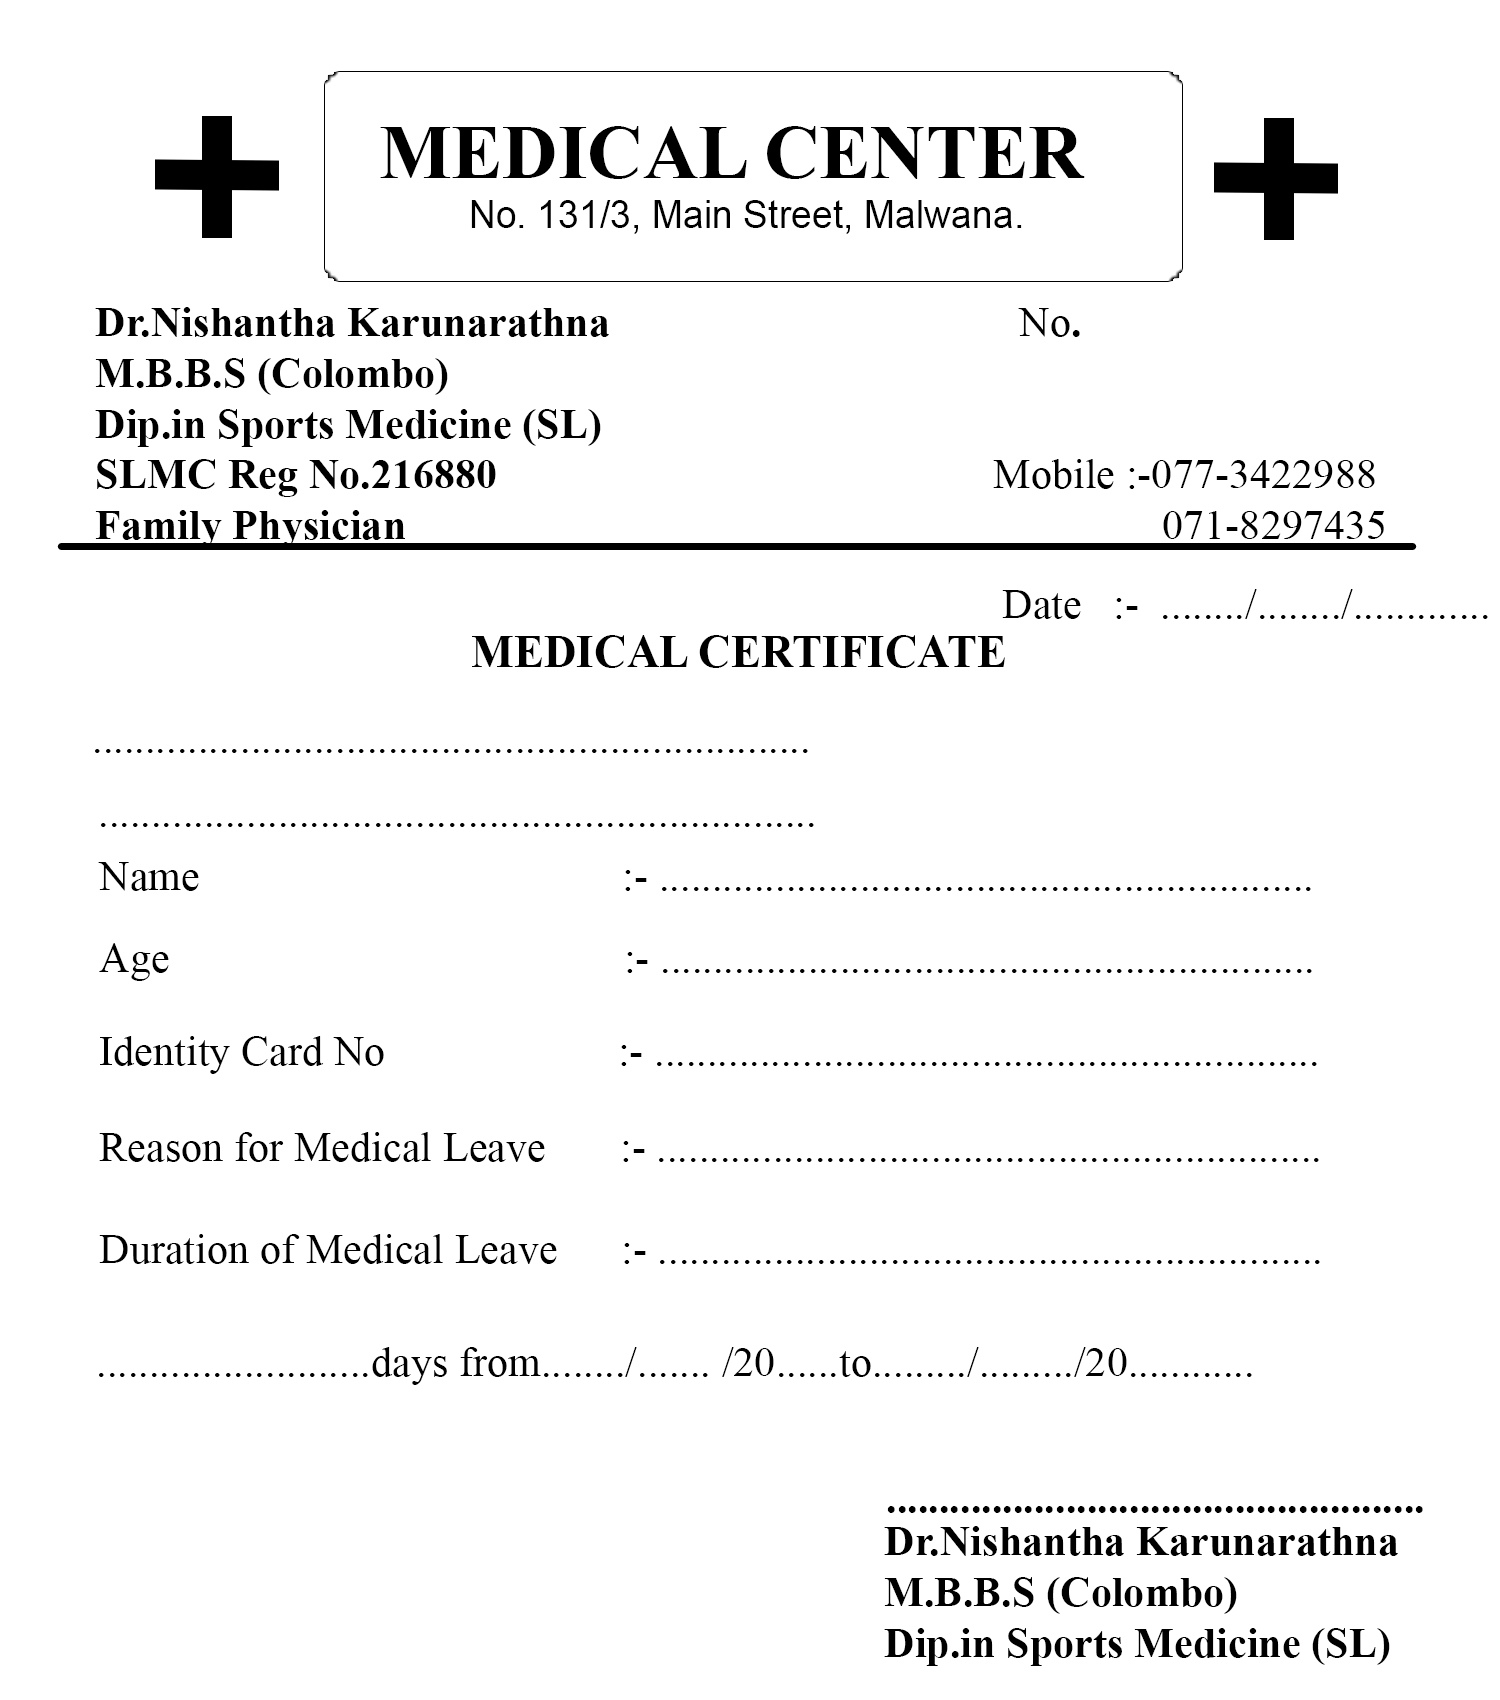 MEDICAL CENTER
No. 131/3, Main Street, Malwana.
Dr.Nishantha Karunarathna
No.
M.B.B.S (Colombo)
Dip.in Sports Medicine (SL)
SLMC Reg No.216880
Mobile :-077-3422988
Family Physician
071-8297435
Date :- ......../......../.............
MEDICAL CERTIFICATE
....................................................................
....................................................................
Name :- ..............................................................
Age :- ..............................................................
Identity Card No :- ...............................................................
Reason for Medical Leave :- ...............................................................
Duration of Medical Leave :- ...............................................................
..........................days from......../....... /20......to........./........./20............
...................................................
Dr.Nishantha Karunarathna
M.B.B.S (Colombo)
Dip.in Sports Medicine (SL)